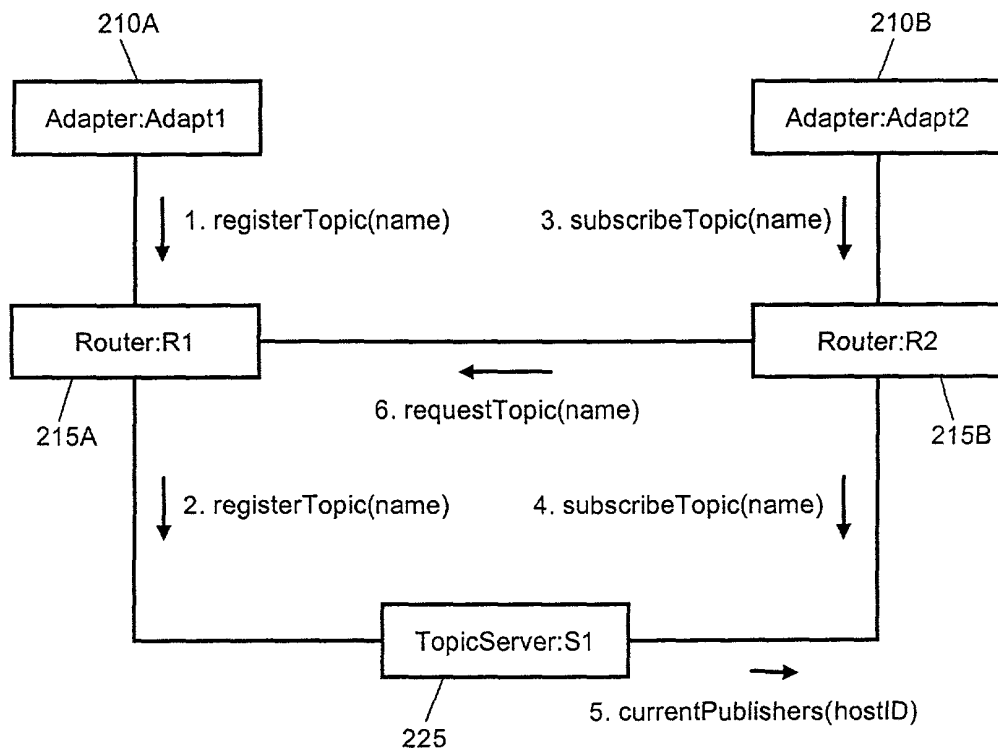 210A
210B
Adapter:Adapt1
Adapter:Adapt2
1. registerTopic(name)
3. subscribeTopic(name)
Router:R1
Router:R2
6. requestTopic(name)
215A
215B
2. registerTopic(name)
4. subscribeTopic(name)
TopicServer:S1
5. currentPublishers(hostID)
225